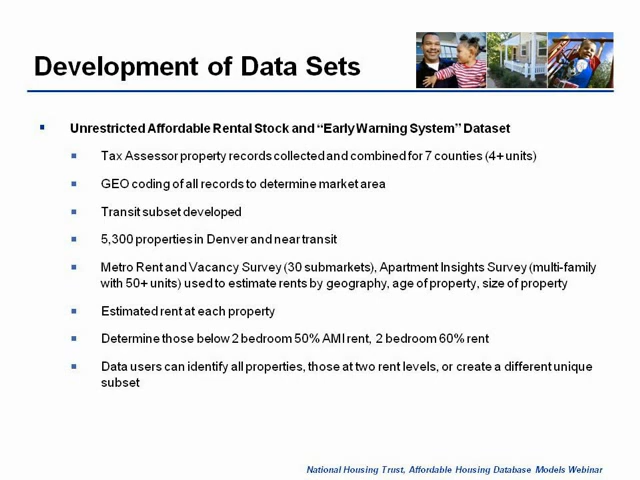 Development of Data Sets
Unrestricted Affordable Rental Stock and “Early Warning System” Dataset
Tax Assessor property records collected and combined for 7 counties (4+ units)
GEO coding of all records to determine market area
Transit subset developed
5,300 properties in Denver and near transit
Metro Rent and Vacancy Survey (30 submarkets), Apartment Insights Survey (multi-family
with 50+ units) used to estimate rents by geography, age of property, size of property
Estimated rent at each property
Determine those below 2 bedroom 50% AMI rent, 2 bedroom 60% rent
Data users can identify all properties, those at two rent levels, or create a different unique
subset
National Housing Trust, Affordable Housing Database Models Webinar